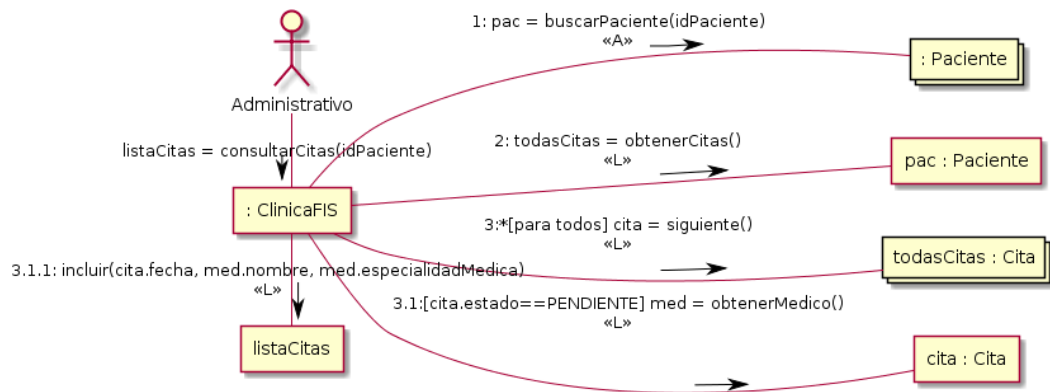 1: pac = buscarPaciente(idPaciente)
«A»
: Paciente
Administrativo
listaCitas = consultarCitas(idPaciente)
2: todasCitas = obtenerCitas()
«L»
pac : Paciente
: ClinicaFIS
3:*[para todos] cita = siguiente()
«L»
todasCitas : Cita
3.1.1: incluir(cita.fecha, med.nombre, med.especialidadMedica)
«L»
3.1:[cita.estado==PENDIENTE] med = obtenerMedico()
«L»
listaCitas
cita : Cita